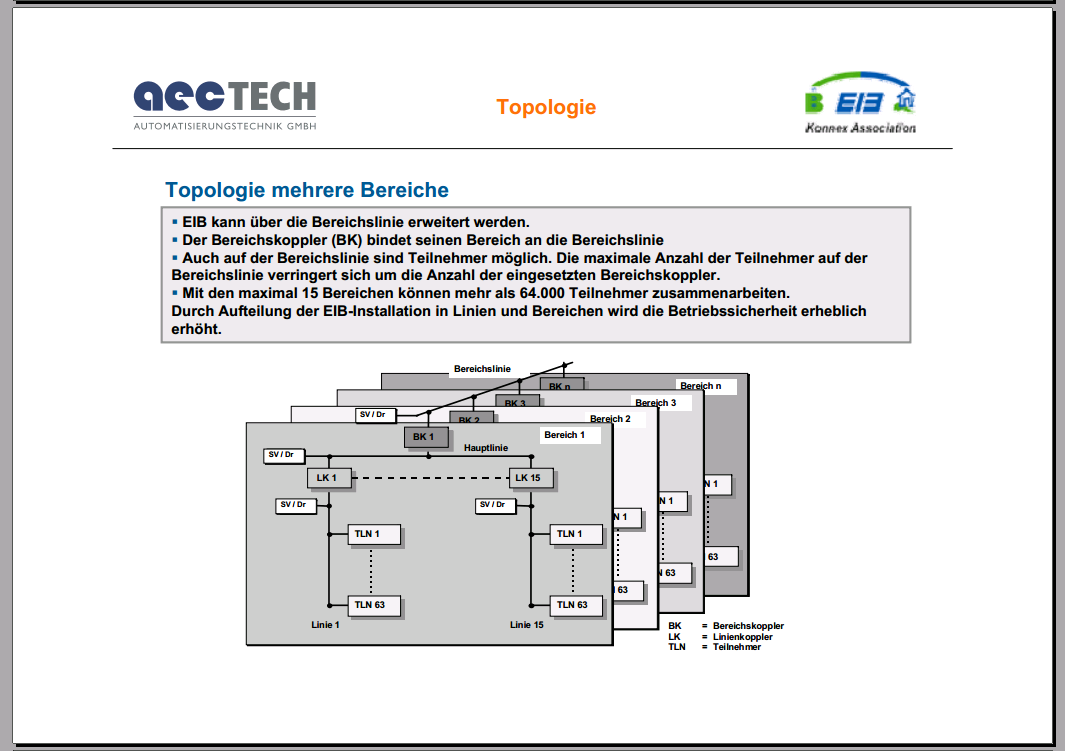 aecTECH
AUTOMATISIERUNGSTECHNIK GMBH
Topologie
B EIB
Konnex Association
Topologie mehrere Bereiche
▪ EIB kann über die Bereichslinie erweitert werden.
▪ Der Bereichskoppler (BK) bindet seinen Bereich an die Bereichslinie
▪ Auch auf der Bereichslinie sind Teilnehmer möglich. Die maximale Anzahl der Teilnehmer auf der
Bereichslinie verringert sich um die Anzahl der eingesetzten Bereichskoppler.
▪ Mit den maximal 15 Bereichen können mehr als 64.000 Teilnehmer zusammenarbeiten.
Durch Aufteilung der EIB-Installation in Linien und Bereichen wird die Betriebssicherheit erheblich
erhöht.
Bereichslinie
BK n
Bereich n
BK 3
Bereich 3
SV / Dr
BK 2
Bereich 2
BK 1
Bereich 1
Hauptlinie
SV / Dr
LK 1
LK 15
N 1
N 1
SV / Dr
SV / Dr
N 1
TLN 1
TLN 1
63
N 63
63
TLN 63
TLN 63
Linie 1
Linie 15
BK = Bereichskoppler
LK = Linienkoppler
TLN = Teilnehmer